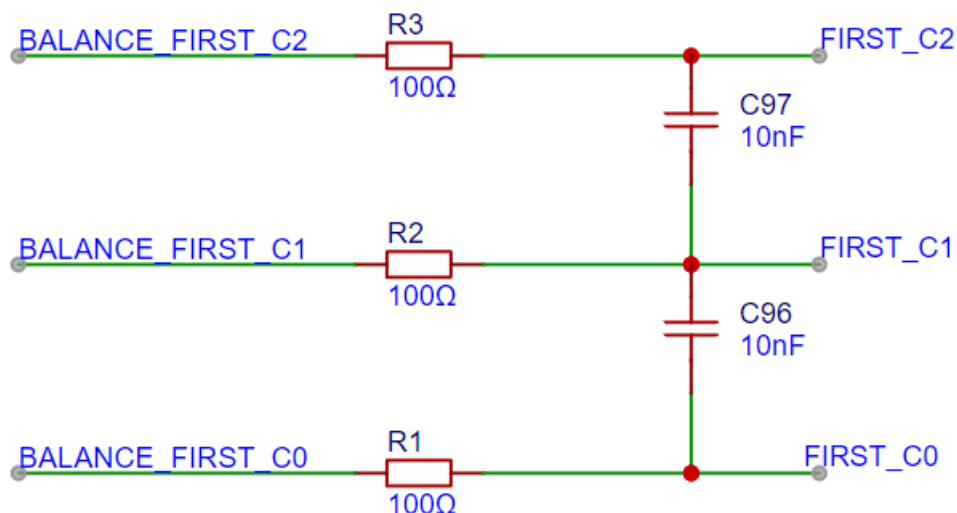 BALANCE_FIRST_C2
R3
100Ω
FIRST_C2
C97
10nF
BALANCE_FIRST_C1
R2
100Ω
FIRST_C1
C96
10nF
BALANCE_FIRST_C0
R1
100Ω
FIRST_C0